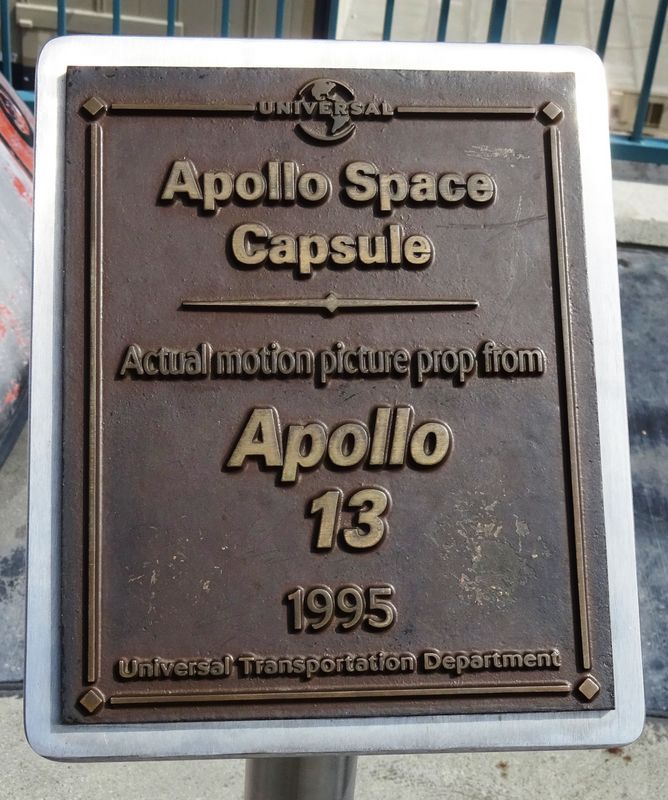 UNIVERSAL
Apollo Space
Capsule
Actual motion picture prop from
Apollo
13
1995
Universal Transportation Department